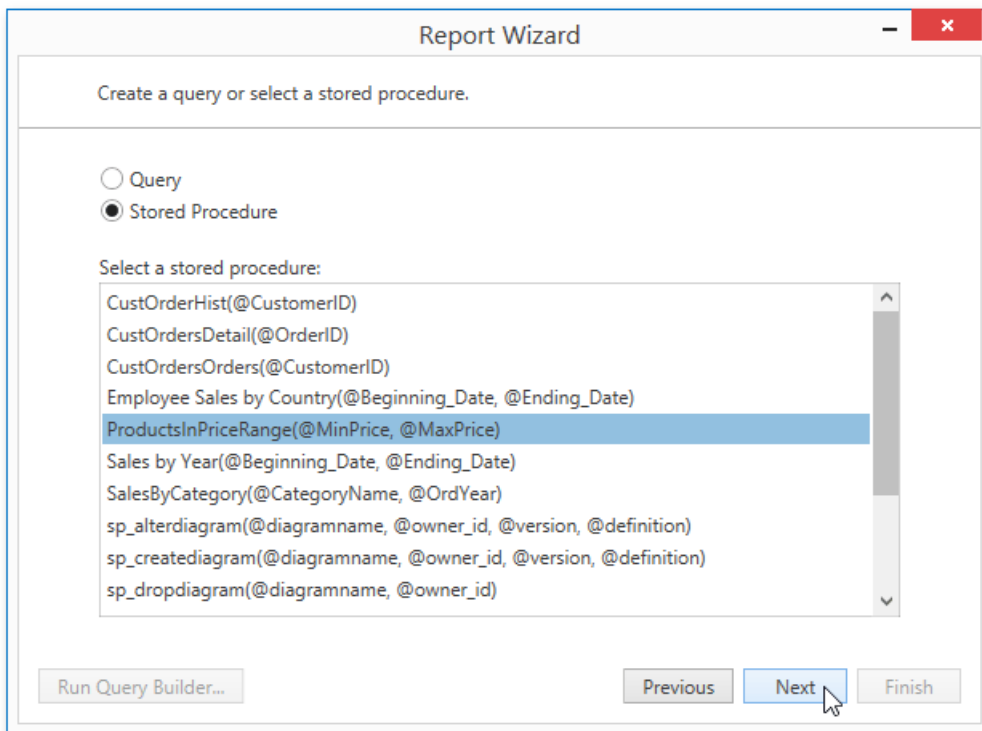 Report Wizard
Create a query or select a stored procedure.
Query
Stored Procedure
Select a stored procedure:
CustOrderHist(@CustomerID)
CustOrdersDetail(@OrderID)
CustOrdersOrders(@CustomerID)
Employee Sales by Country(@Beginning_Date, @Ending_Date)
ProductsInPriceRange(@MinPrice, @MaxPrice)
Sales by Year(@Beginning_Date, @Ending_Date)
SalesByCategory(@CategoryName, @OrdYear)
sp_alterdiagram(@diagramname, @owner_id, @version, @definition)
sp_creatediagram(@diagramname, @owner_id, @version, @definition)
sp_dropdiagram(@diagramname, @owner_id)
Run Query Builder... Previous Next Finish